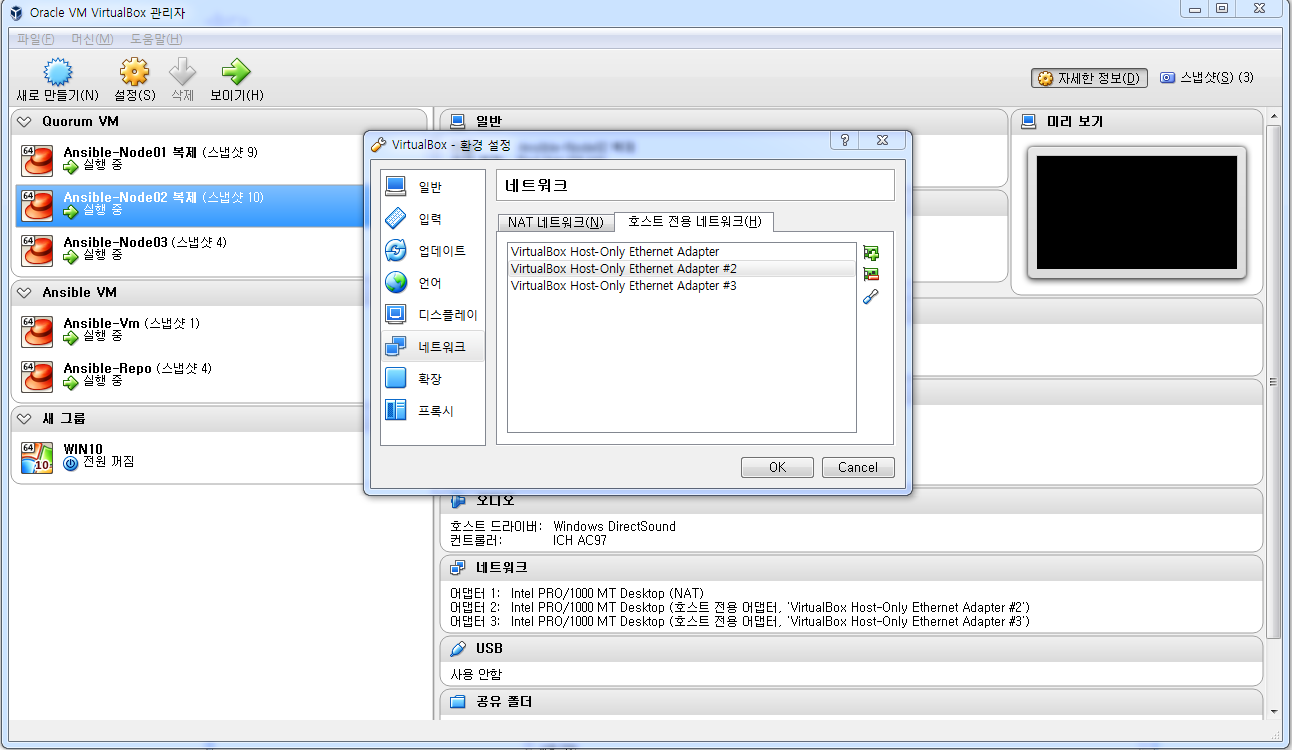 Oracle VM VirtualBox 관리자
파일(F) 머신(M) 도움말(H)
새로 만들기(N) 설정(S) 삭제 보이기(H)
자세한 정보(D) 스냅샷(S) (3)
Quorum VM
Ansible-Node01 복제 (스냅샷 9)
실행 중
Ansible-Node02 복제 (스냅샷 10)
실행 중
Ansible-Node03 (스냅샷 4)
실행 중
Ansible VM
Ansible-Vm (스냅샷 1)
실행 중
Ansible-Repo (스냅샷 4)
실행 중
새 그룹
WIN10
전원 꺼짐
일반
미리 보기
VirtualBox - 환경 설정
일반
입력
업데이트
언어
디스플레이
네트워크
확장
프록시
네트워크
NAT 네트워크(N) 호스트 전용 네트워크(H)
VirtualBox Host-Only Ethernet Adapter
VirtualBox Host-Only Ethernet Adapter #2
VirtualBox Host-Only Ethernet Adapter #3
OK Cancel
오디오
호스트 드라이버: Windows DirectSound
컨트롤러: ICH AC97
네트워크
어댑터 1: Intel PRO/1000 MT Desktop (NAT)
어댑터 2: Intel PRO/1000 MT Desktop (호스트 전용 어댑터, 'VirtualBox Host-Only Ethernet Adapter #2')
어댑터 3: Intel PRO/1000 MT Desktop (호스트 전용 어댑터, 'VirtualBox Host-Only Ethernet Adapter #3')
USB
사용 안함
공유 폴더